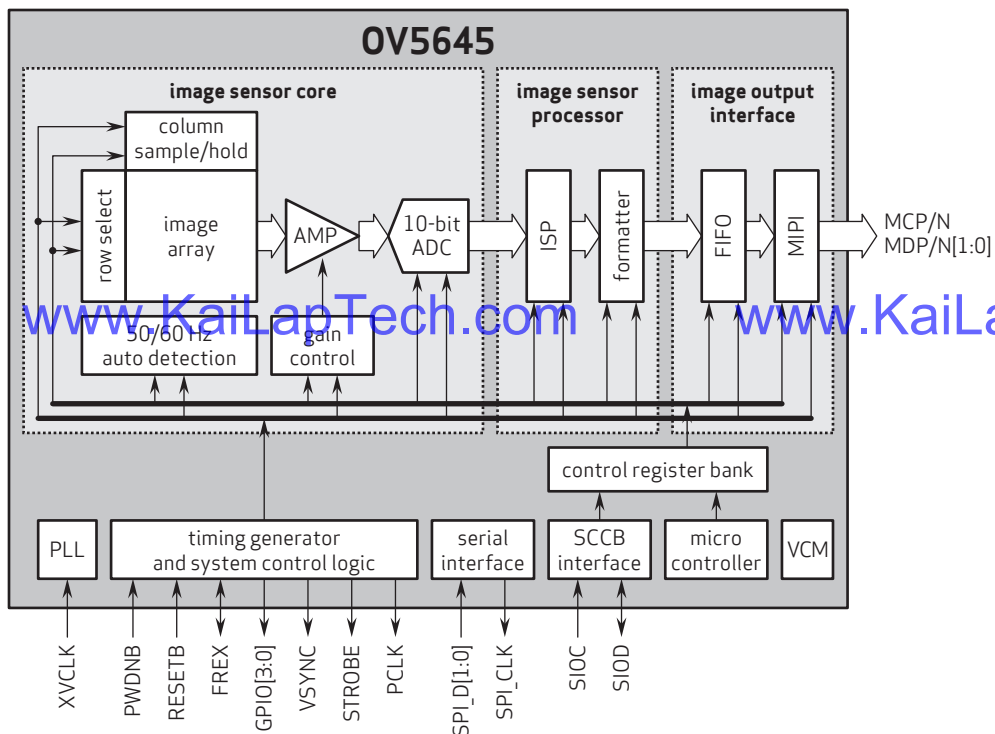 OV5645
image sensor core
image sensor
processor
image output
interface
column
sample/hold
row select
image
array
AMP
10-bit
ADC
ISP
formatter
FIFO
MIPI
MCP/N
MDP/N[1:0]
www.KaiLapTech.com
www.KaiLa
50/60 Hz
auto detection
gain
control
control register bank
PLL
timing generator
and system control logic
serial
interface
SCCB
interface
micro
controller
VCM
XVCLK
PWDNB
RESETB
FREX
GPIO[3:0]
VSYNC
STROBE
PCLK
SPI_D[1:0]
SPI_CLK
SIOC
SIOD